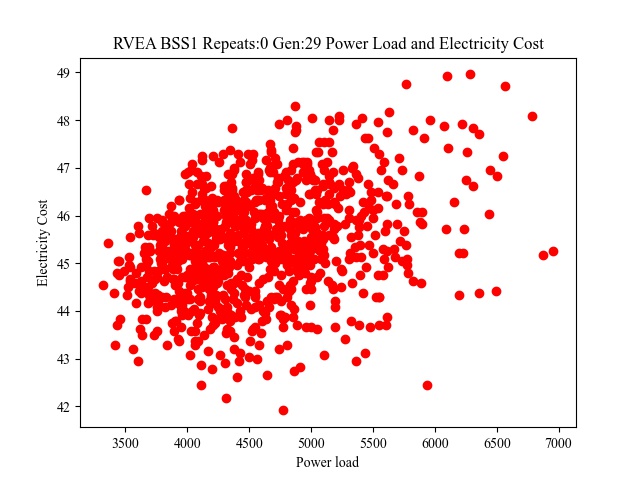 RVEA BSS1 Repeats:0 Gen:29 Power Load and Electricity Cost
49
48
47
46
45
44
43
42
Electricity Cost
3500 4000 4500 5000 5500 6000 6500 7000
Power load